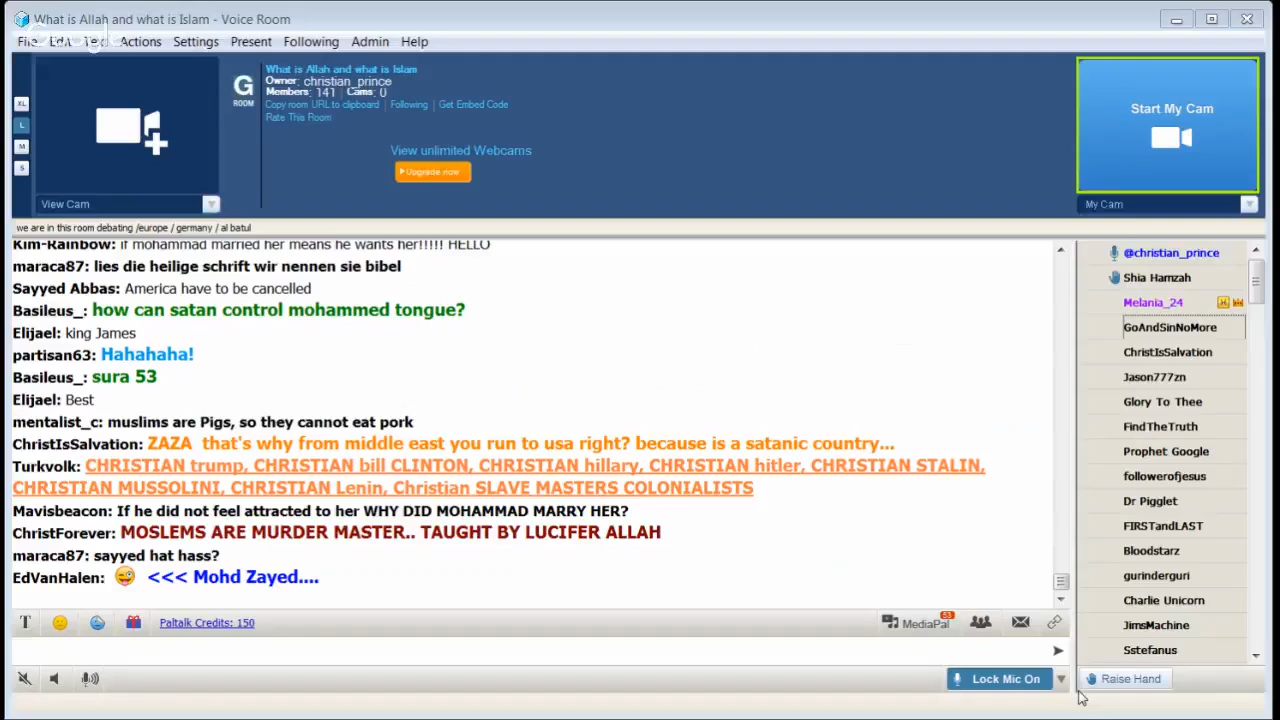 What is Allah and what is Islam - Voice Room
Google
File Edit Text Actions Settings Present Following Admin Help
XL
L
M
S
View Cam
G
ROOM
What is Allah and what is Islam
Owner: christian_prince
Members: 141 | Cams: 0
Copy room URL to clipboard | Following | Get Embed Code
Rate This Room
View unlimited Webcams
Upgrade now
Start My Cam
My Cam
we are in this room debating /europe / germany / al batul
Kim-Rainbow: if mohammad married her means he wants her!!!!! HELLO
maraca87: lies die heilige schrift wir nennen sie bibel
Sayyed Abbas: America have to be cancelled
Basileus_: how can satan control mohammed tongue?
Elijael: king James
partisan63: Hahahaha!
Basileus_: sura 53
Elijael: Best
mentalist_c: muslims are Pigs, so they cannot eat pork
ChristIsSalvation: ZAZA that's why from middle east you run to usa right? because is a satanic country...
Turkvolk: CHRISTIAN trump, CHRISTIAN bill CLINTON, CHRISTIAN hillary, CHRISTIAN hitler, CHRISTIAN STALIN,
CHRISTIAN MUSSOLINI, CHRISTIAN Lenin, Christian SLAVE MASTERS COLONIALISTS
Mavisbeacon: If he did not feel attracted to her WHY DID MOHAMMAD MARRY HER?
ChristForever: MOSLEMS ARE MURDER MASTER.. TAUGHT BY LUCIFER ALLAH
maraca87: sayyed hat hass?
EdVanHalen: <<< Mohd Zayed....
@christian_prince
Shia Hamzah
Melania_24
GoAndSinNoMore
ChristIsSalvation
Jason777zn
Glory To Thee
FindTheTruth
Prophet Google
followerofjesus
Dr Pigglet
FIRSTandLAST
Bloodstarz
gurinderguri
Charlie Unicorn
JimsMachine
Sstefanus
T
Paltalk Credits: 150
MediaPal
53
Lock Mic On
Raise Hand